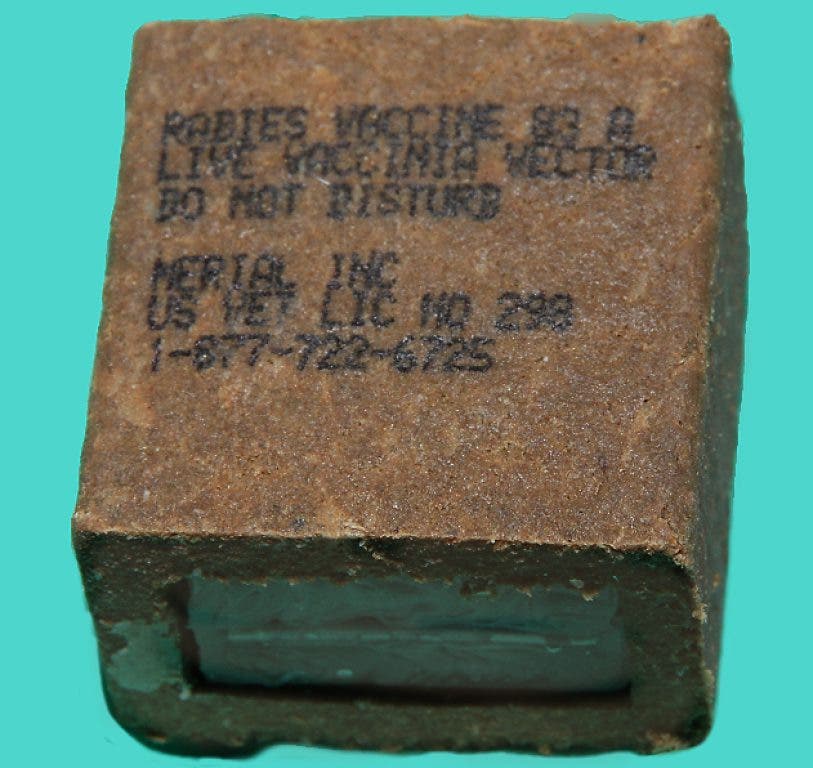 RABIES VACCINE 83 A
LIVE VACCINIA VECTOR
DO NOT DISTURB
MERIAL INC
US VET LIC NO 298
1-877-722-6725